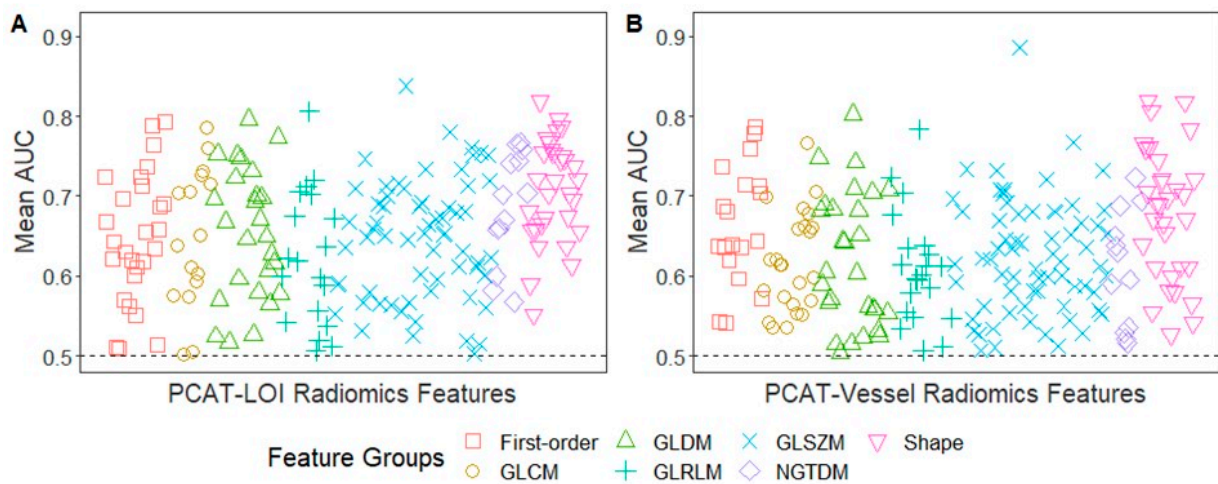 A
B
Mean AUC
0.9
0.8
0.7
0.6
0.5
PCAT-LOI Radiomics Features
Mean AUC
0.9
0.8
0.7
0.6
0.5
PCAT-Vessel Radiomics Features
Feature Groups
First-order
GLDM
GLSZM
Shape
GLCM
GLRLM
NGTDM